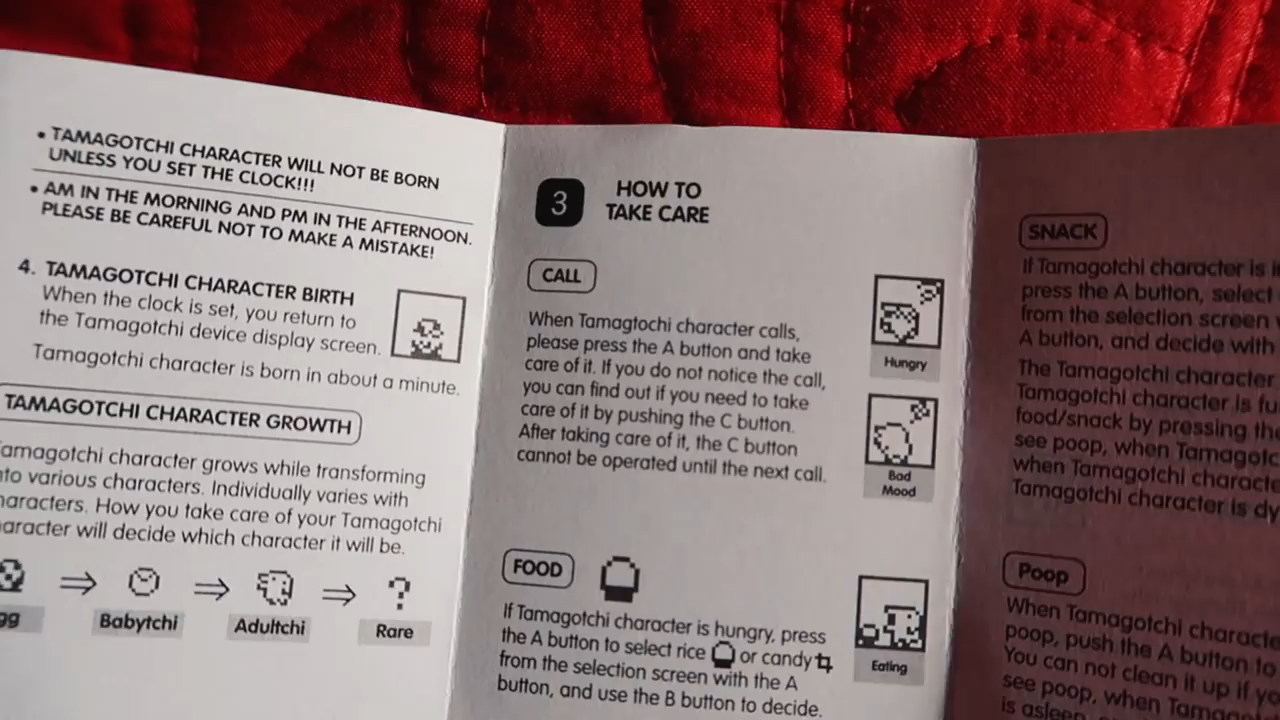 • TAMAGOTCHI CHARACTER WILL NOT BE BORN
UNLESS YOU SET THE CLOCK!!!
• AM IN THE MORNING AND PM IN THE AFTERNOON.
PLEASE BE CAREFUL NOT TO MAKE A MISTAKE!
4. TAMAGOTCHI CHARACTER BIRTH
When the clock is set, you return to
the Tamagotchi device display screen.
Tamagotchi character is born in about a minute.
TAMAGOTCHI CHARACTER GROWTH
amagotchi character grows while transforming
nto various characters. Individually varies with
haracters. How you take care of your Tamagotchi
haracter will decide which character it will be.
gg
Babytchi
Adultchi
?
Rare
3 HOW TO
TAKE CARE
CALL
When Tamagtochi character calls,
please press the A button and take
care of it. If you do not notice the call,
you can find out if you need to take
care of it by pushing the C button.
After taking care of it, the C button
cannot be operated until the next call.
Hungry
Bad
Mood
FOOD
If Tamagotchi character is hungry, press
the A button to select rice or candy
from the selection screen with the A
button, and use the B button to decide.
Eating
SNACK
If Tamagotchi character is i
press the A button, select
from the selection screen
A button, and decide with
The Tamagotchi character
Tamagotchi character is fu
food/snack by pressing the
see poop, when Tamagotc
when Tamagotchi characte
Tamagotchi character is dy
Poop
When Tamagotchi characte
poop, push the A button to
You can not clean it up if yo
see poop, when Tamago
is asleep